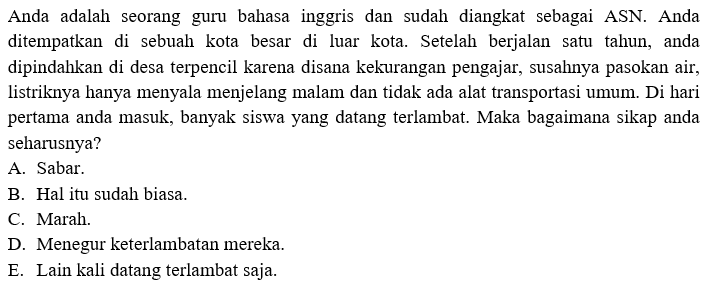 Anda adalah seorang guru bahasa inggris dan sudah diangkat sebagai ASN. Anda
ditempatkan di sebuah kota besar di luar kota. Setelah berjalan satu tahun, anda
dipindahkan di desa terpencil karena disana kekurangan pengajar, susahnya pasokan air,
listriknya hanya menyala menjelang malam dan tidak ada alat transportasi umum. Di hari
pertama anda masuk, banyak siswa yang datang terlambat. Maka bagaimana sikap anda
seharusnya?
A. Sabar.
B. Hal itu sudah biasa.
C. Marah.
D. Menegur keterlambatan mereka.
E. Lain kali datang terlambat saja.